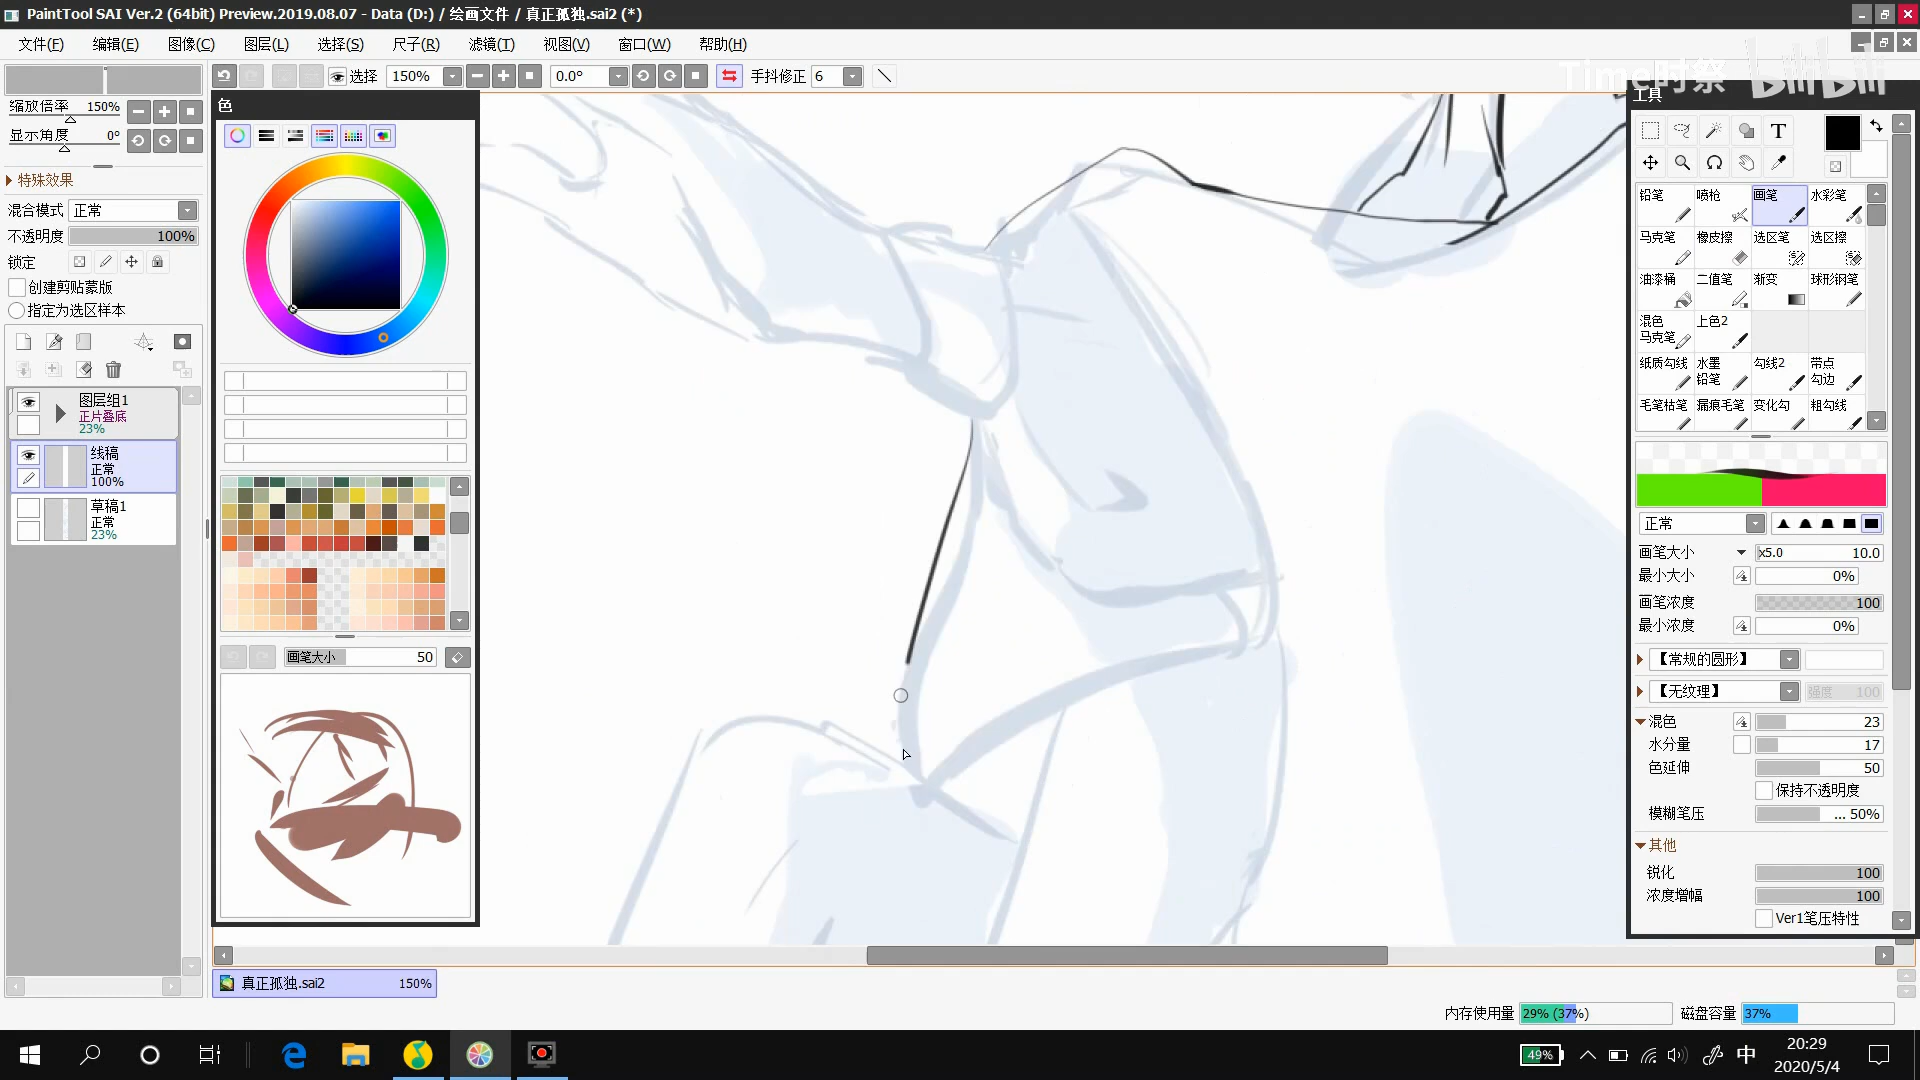 PaintTool SAI Ver.2 (64bit) Preview.2019.08.07 - Data (D:) / 绘画文件 / 真正孤独.sai2 (*)
文件(F) 编辑(E) 图像(C) 图层(L) 选择(S) 尺子(R) 滤镜(T) 视图(V) 窗口(W) 帮助(H)
选择 150% 0.0° 手抖修正 6
Time时祭 bilibili
缩放倍率 150%
显示角度 0°
特殊效果
混合模式 正常
不透明度 100%
锁定
创建剪贴蒙版
指定为选区样本
图层组1
正片叠底
23%
线稿
正常
100%
草稿1
正常
23%
色
画笔大小 50
工具
T
铅笔 喷枪 画笔 水彩笔
马克笔 橡皮擦 选区笔 选区擦
油漆桶 二值笔 渐变 球形钢笔
混色 马克笔 上色2
纸质勾线 水墨 铅笔 勾线2 带点 勾边
毛笔枯笔 漏痕毛笔 变化勾 粗勾线
正常
画笔大小 x5.0 10.0
最小大小 0%
画笔浓度 100
最小浓度 0%
【常规的圆形】
【无纹理】 强度 100
混色 23
水分量 17
色延伸 50
保持不透明度
模糊笔压 ... 50%
其他
锐化 100
浓度增幅 100
Ver1笔压特性
真正孤独.sai2 150%
内存使用量 29% (37%) 磁盘容量 37%
49% 中 20:29
2020/5/4